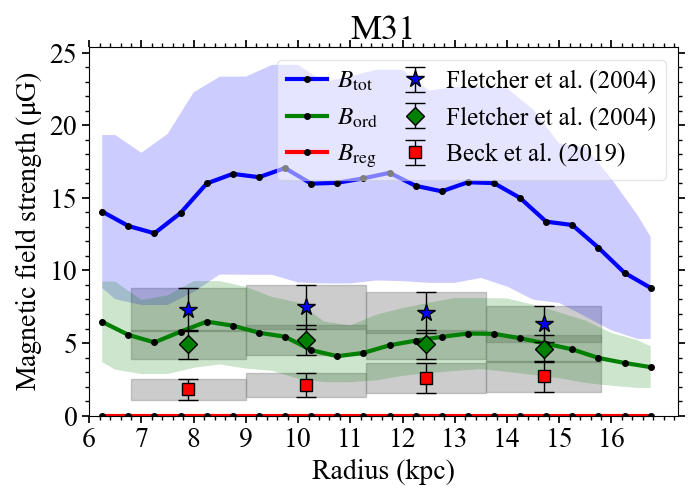 M31
Magnetic field strength (μG)
25
20
15
10
5
0
B_tot
B_ord
B_reg
Fletcher et al. (2004)
Fletcher et al. (2004)
Beck et al. (2019)
6 7 8 9 10 11 12 13 14 15 16
Radius (kpc)